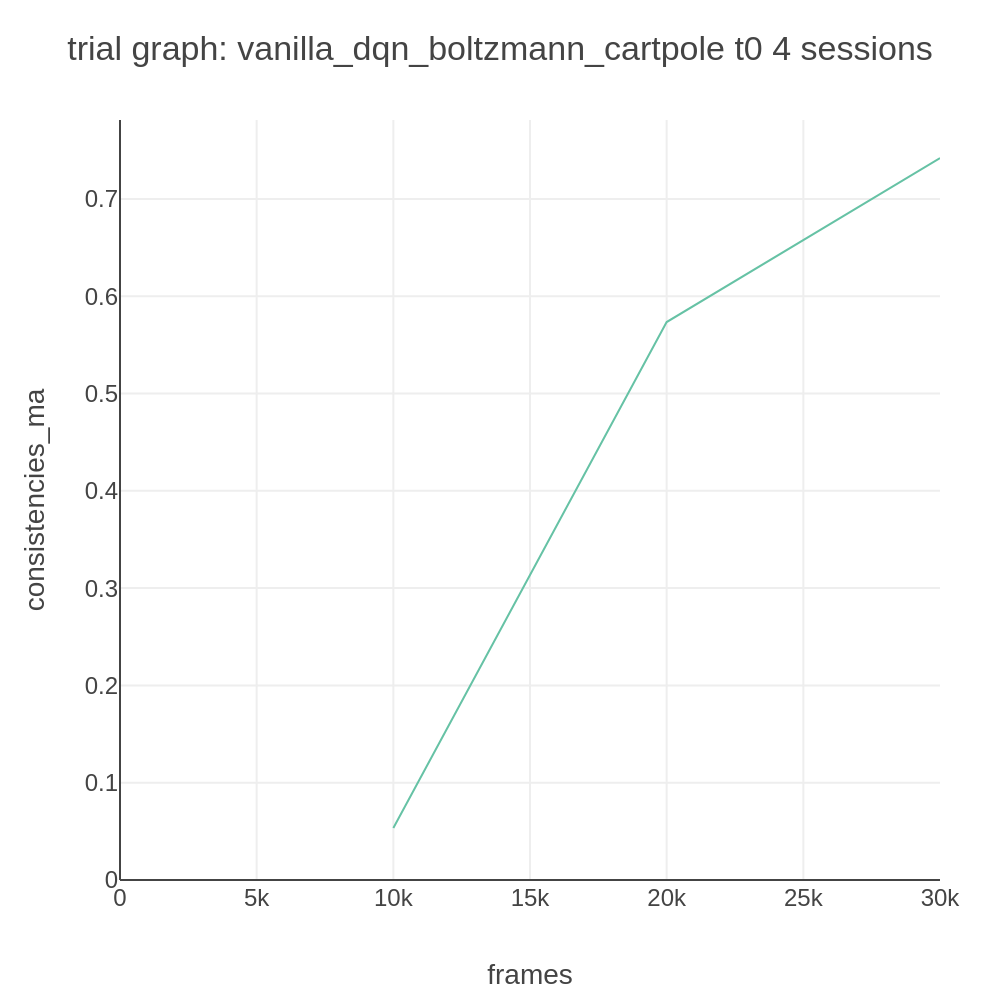 trial graph: vanilla_dqn_boltzmann_cartpole t0 4 sessions
consistencies_ma
0.7
0.6
0.5
0.4
0.3
0.2
0.1
0
0 5k 10k 15k 20k 25k 30k
frames